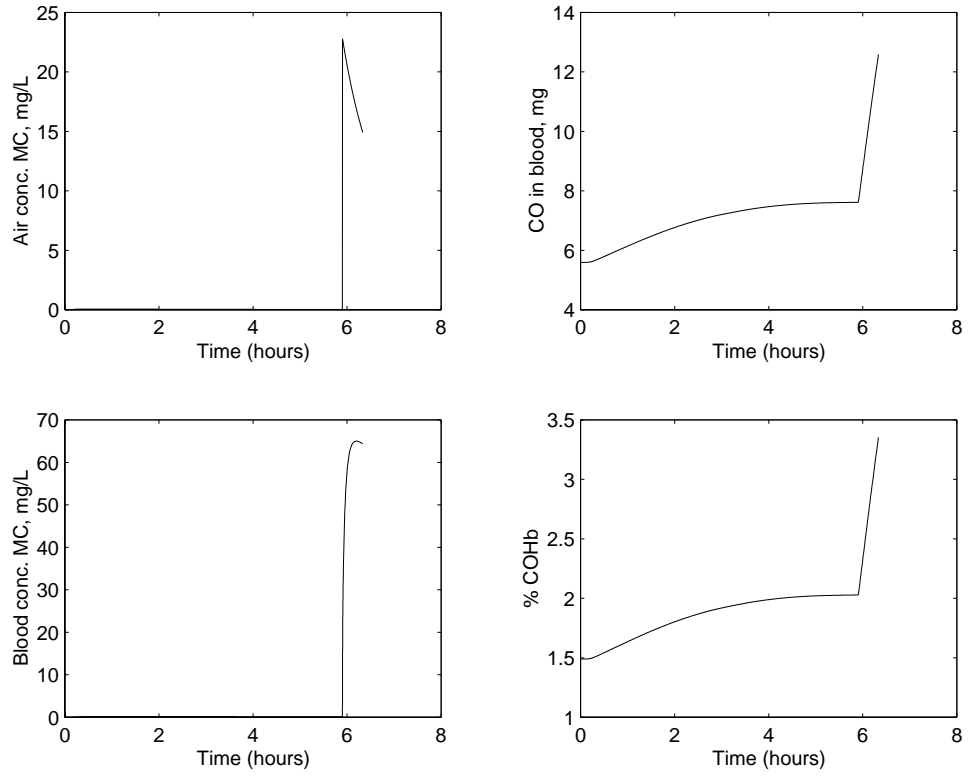 25
20
15
10
5
0
0 2 4 6 8
Time (hours)
Air conc. MC, mg/L
14
12
10
8
6
4
0 2 4 6 8
Time (hours)
CO in blood, mg
70
60
50
40
30
20
10
0
0 2 4 6 8
Time (hours)
Blood conc. MC, mg/L
3.5
3
2.5
2
1.5
1
0 2 4 6 8
Time (hours)
% COHb